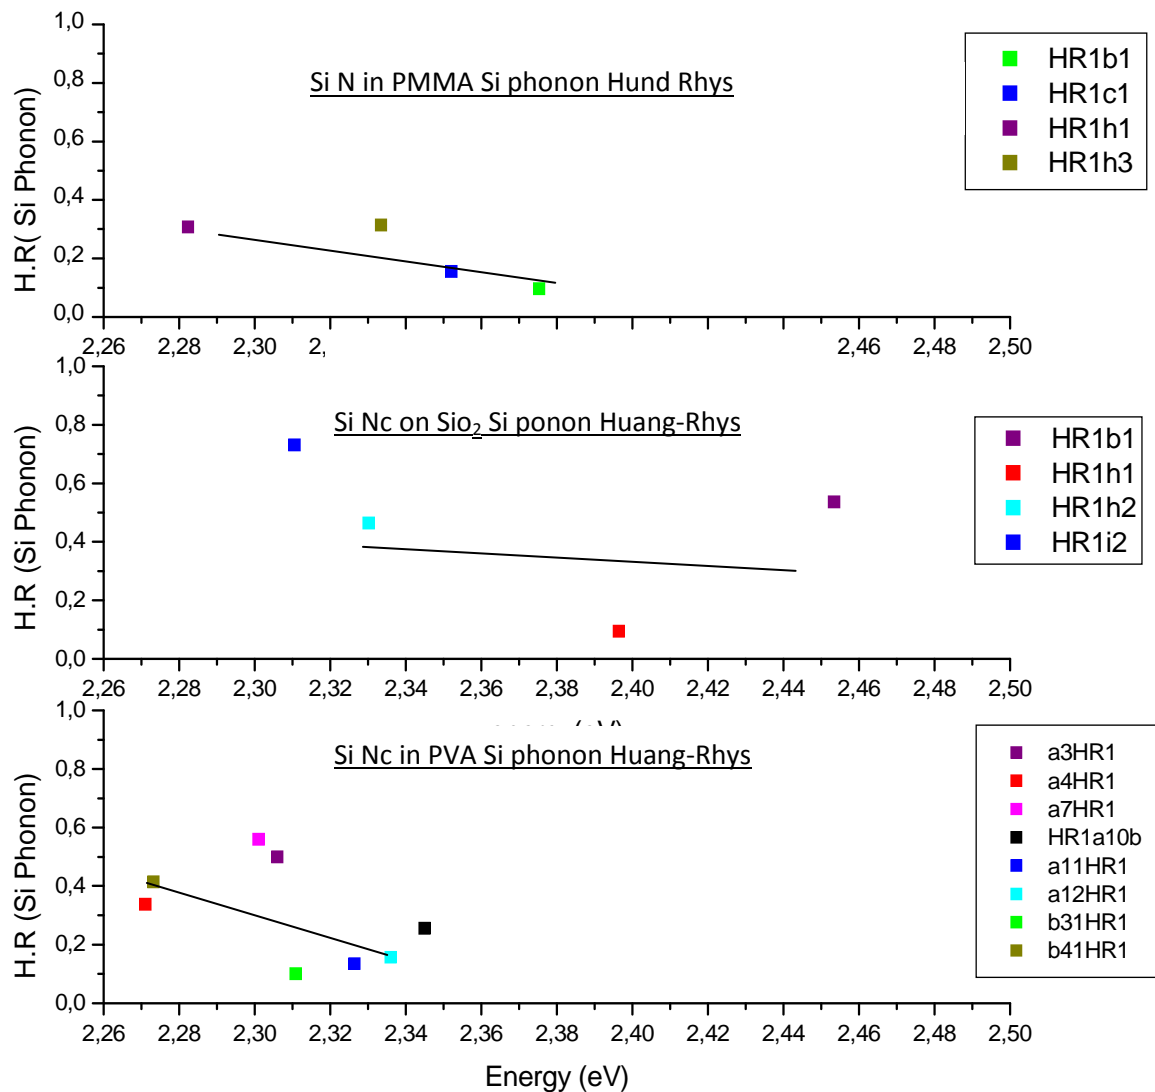 1,0
Si N in PMMA Si phonon Hund Rhys
0,8
0,6
0,4
0,2
0,0
H.R( Si Phonon)
HR1b1
HR1c1
HR1h1
HR1h3
2,26 2,28 2,30 2, 2,46 2,48 2,50
1,0
Si Nc on Sio₂ Si ponon Huang-Rhys
0,8
0,6
0,4
0,2
0,0
H.R (Si Phonon)
HR1b1
HR1h1
HR1h2
HR1i2
2,26 2,28 2,30 2,32 2,34 2,36 2,38 2,40 2,42 2,44 2,46 2,48 2,50
(eV)
1,0
Si Nc in PVA Si phonon Huang-Rhys
0,8
0,6
0,4
0,2
0,0
H.R (Si Phonon)
a3HR1
a4HR1
a7HR1
HR1a10b
a11HR1
a12HR1
b31HR1
b41HR1
2,26 2,28 2,30 2,32 2,34 2,36 2,38 2,40 2,42 2,44 2,46 2,48 2,50
Energy (eV)